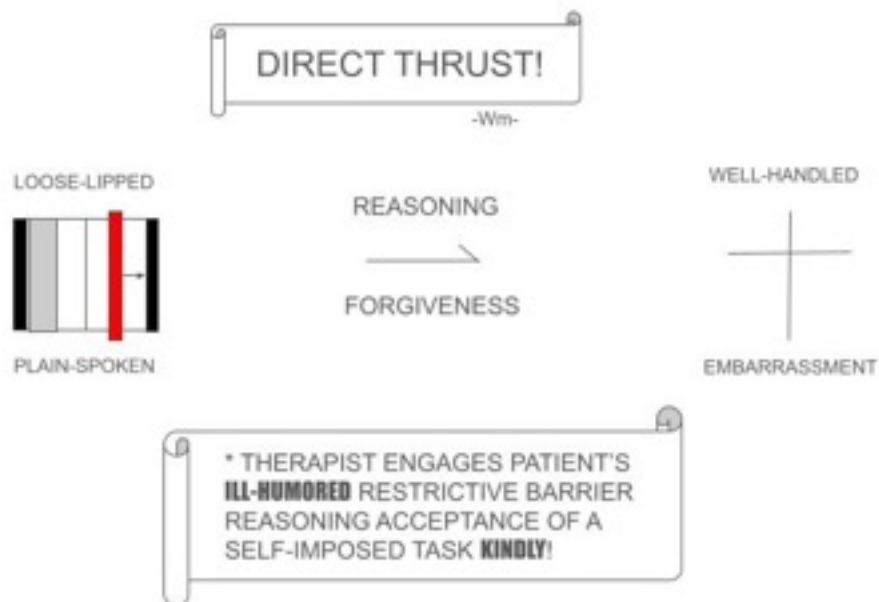 DIRECT THRUST!
-Wm-
LOOSE-LIPPED
PLAIN-SPOKEN
REASONING
FORGIVENESS
WELL-HANDLED
EMBARRASSMENT
* THERAPIST ENGAGES PATIENT'S
ILL-HUMORED RESTRICTIVE BARRIER
REASONING ACCEPTANCE OF A
SELF-IMPOSED TASK KINDLY!